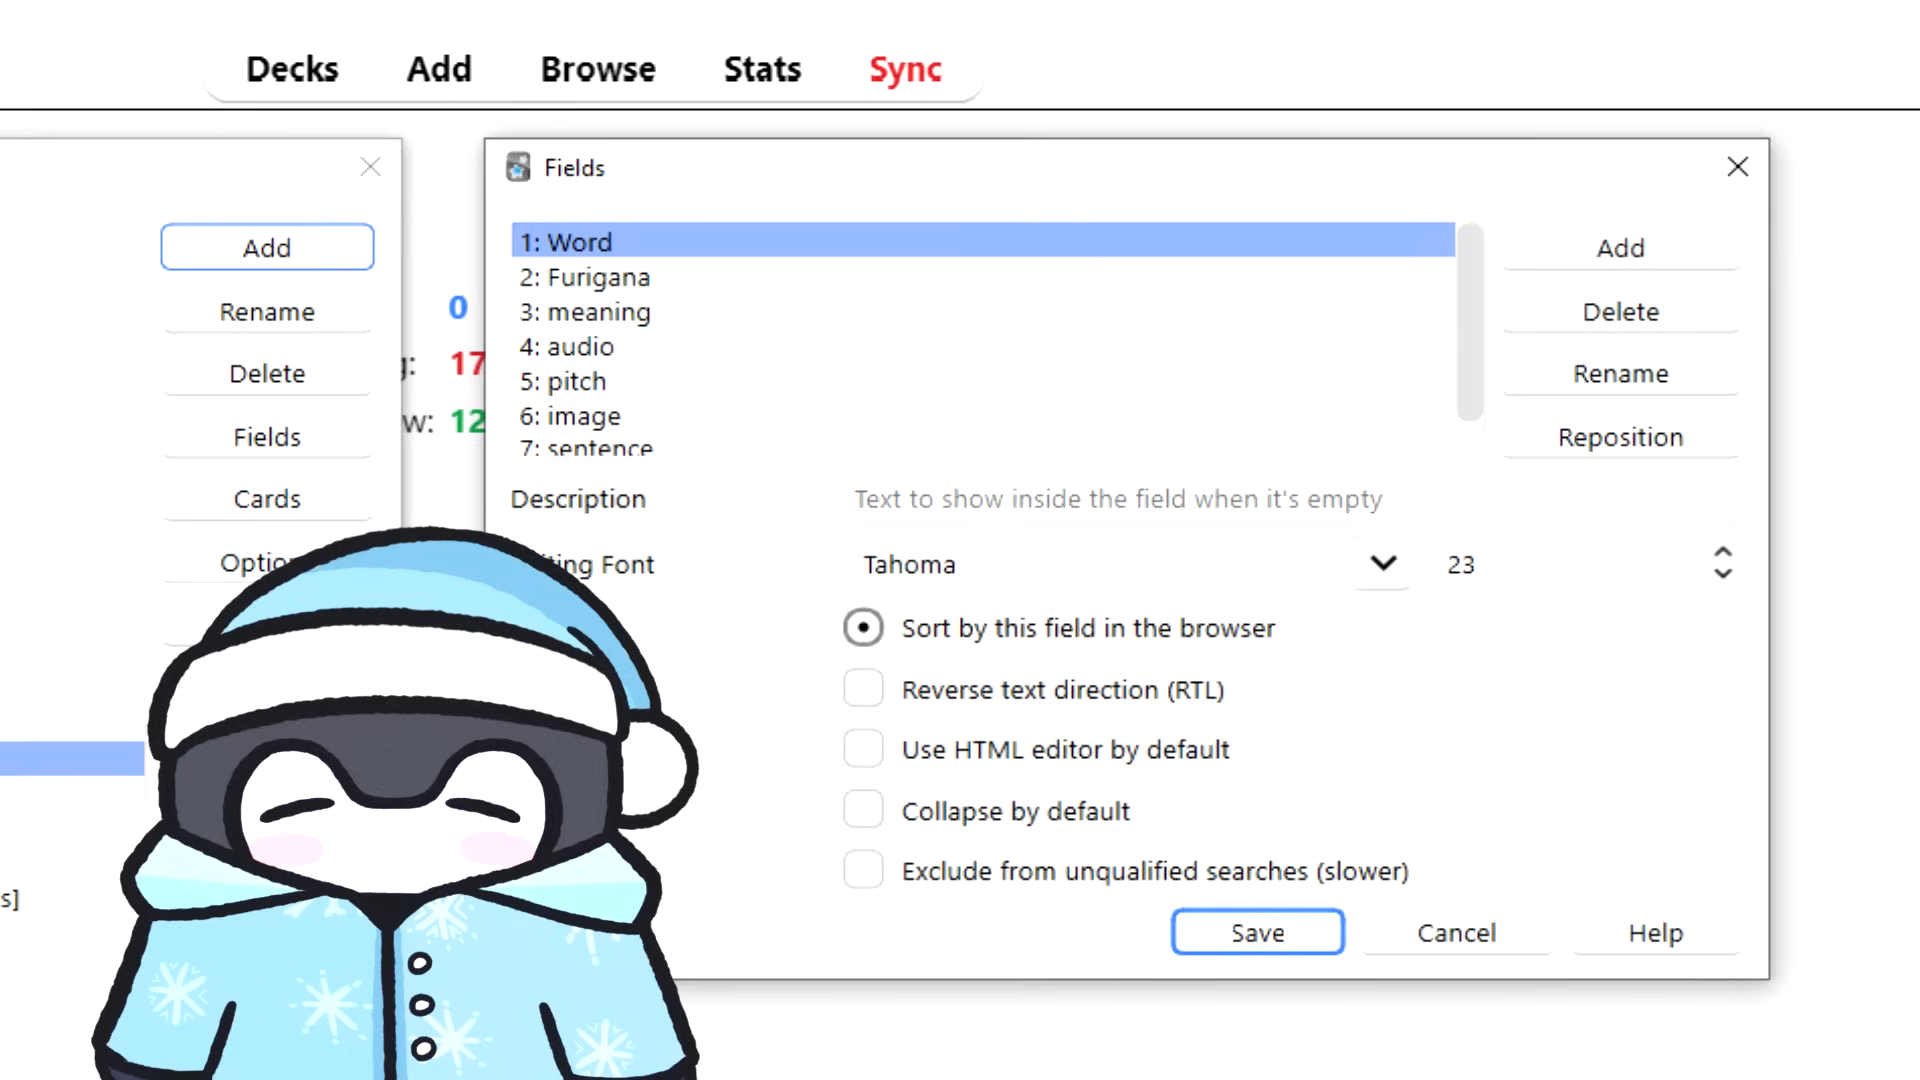 Decks Add Browse Stats Sync
Add
Rename
Delete
Fields
Cards
s]
0
17
w: 12
Fields
1: Word
2: Furigana
3: meaning
4: audio
5: pitch
6: image
7: sentence
Add
Delete
Rename
Reposition
Description Text to show inside the field when it's empty
Font Tahoma 23
Sort by this field in the browser
Reverse text direction (RTL)
Use HTML editor by default
Collapse by default
Exclude from unqualified searches (slower)
Save Cancel Help